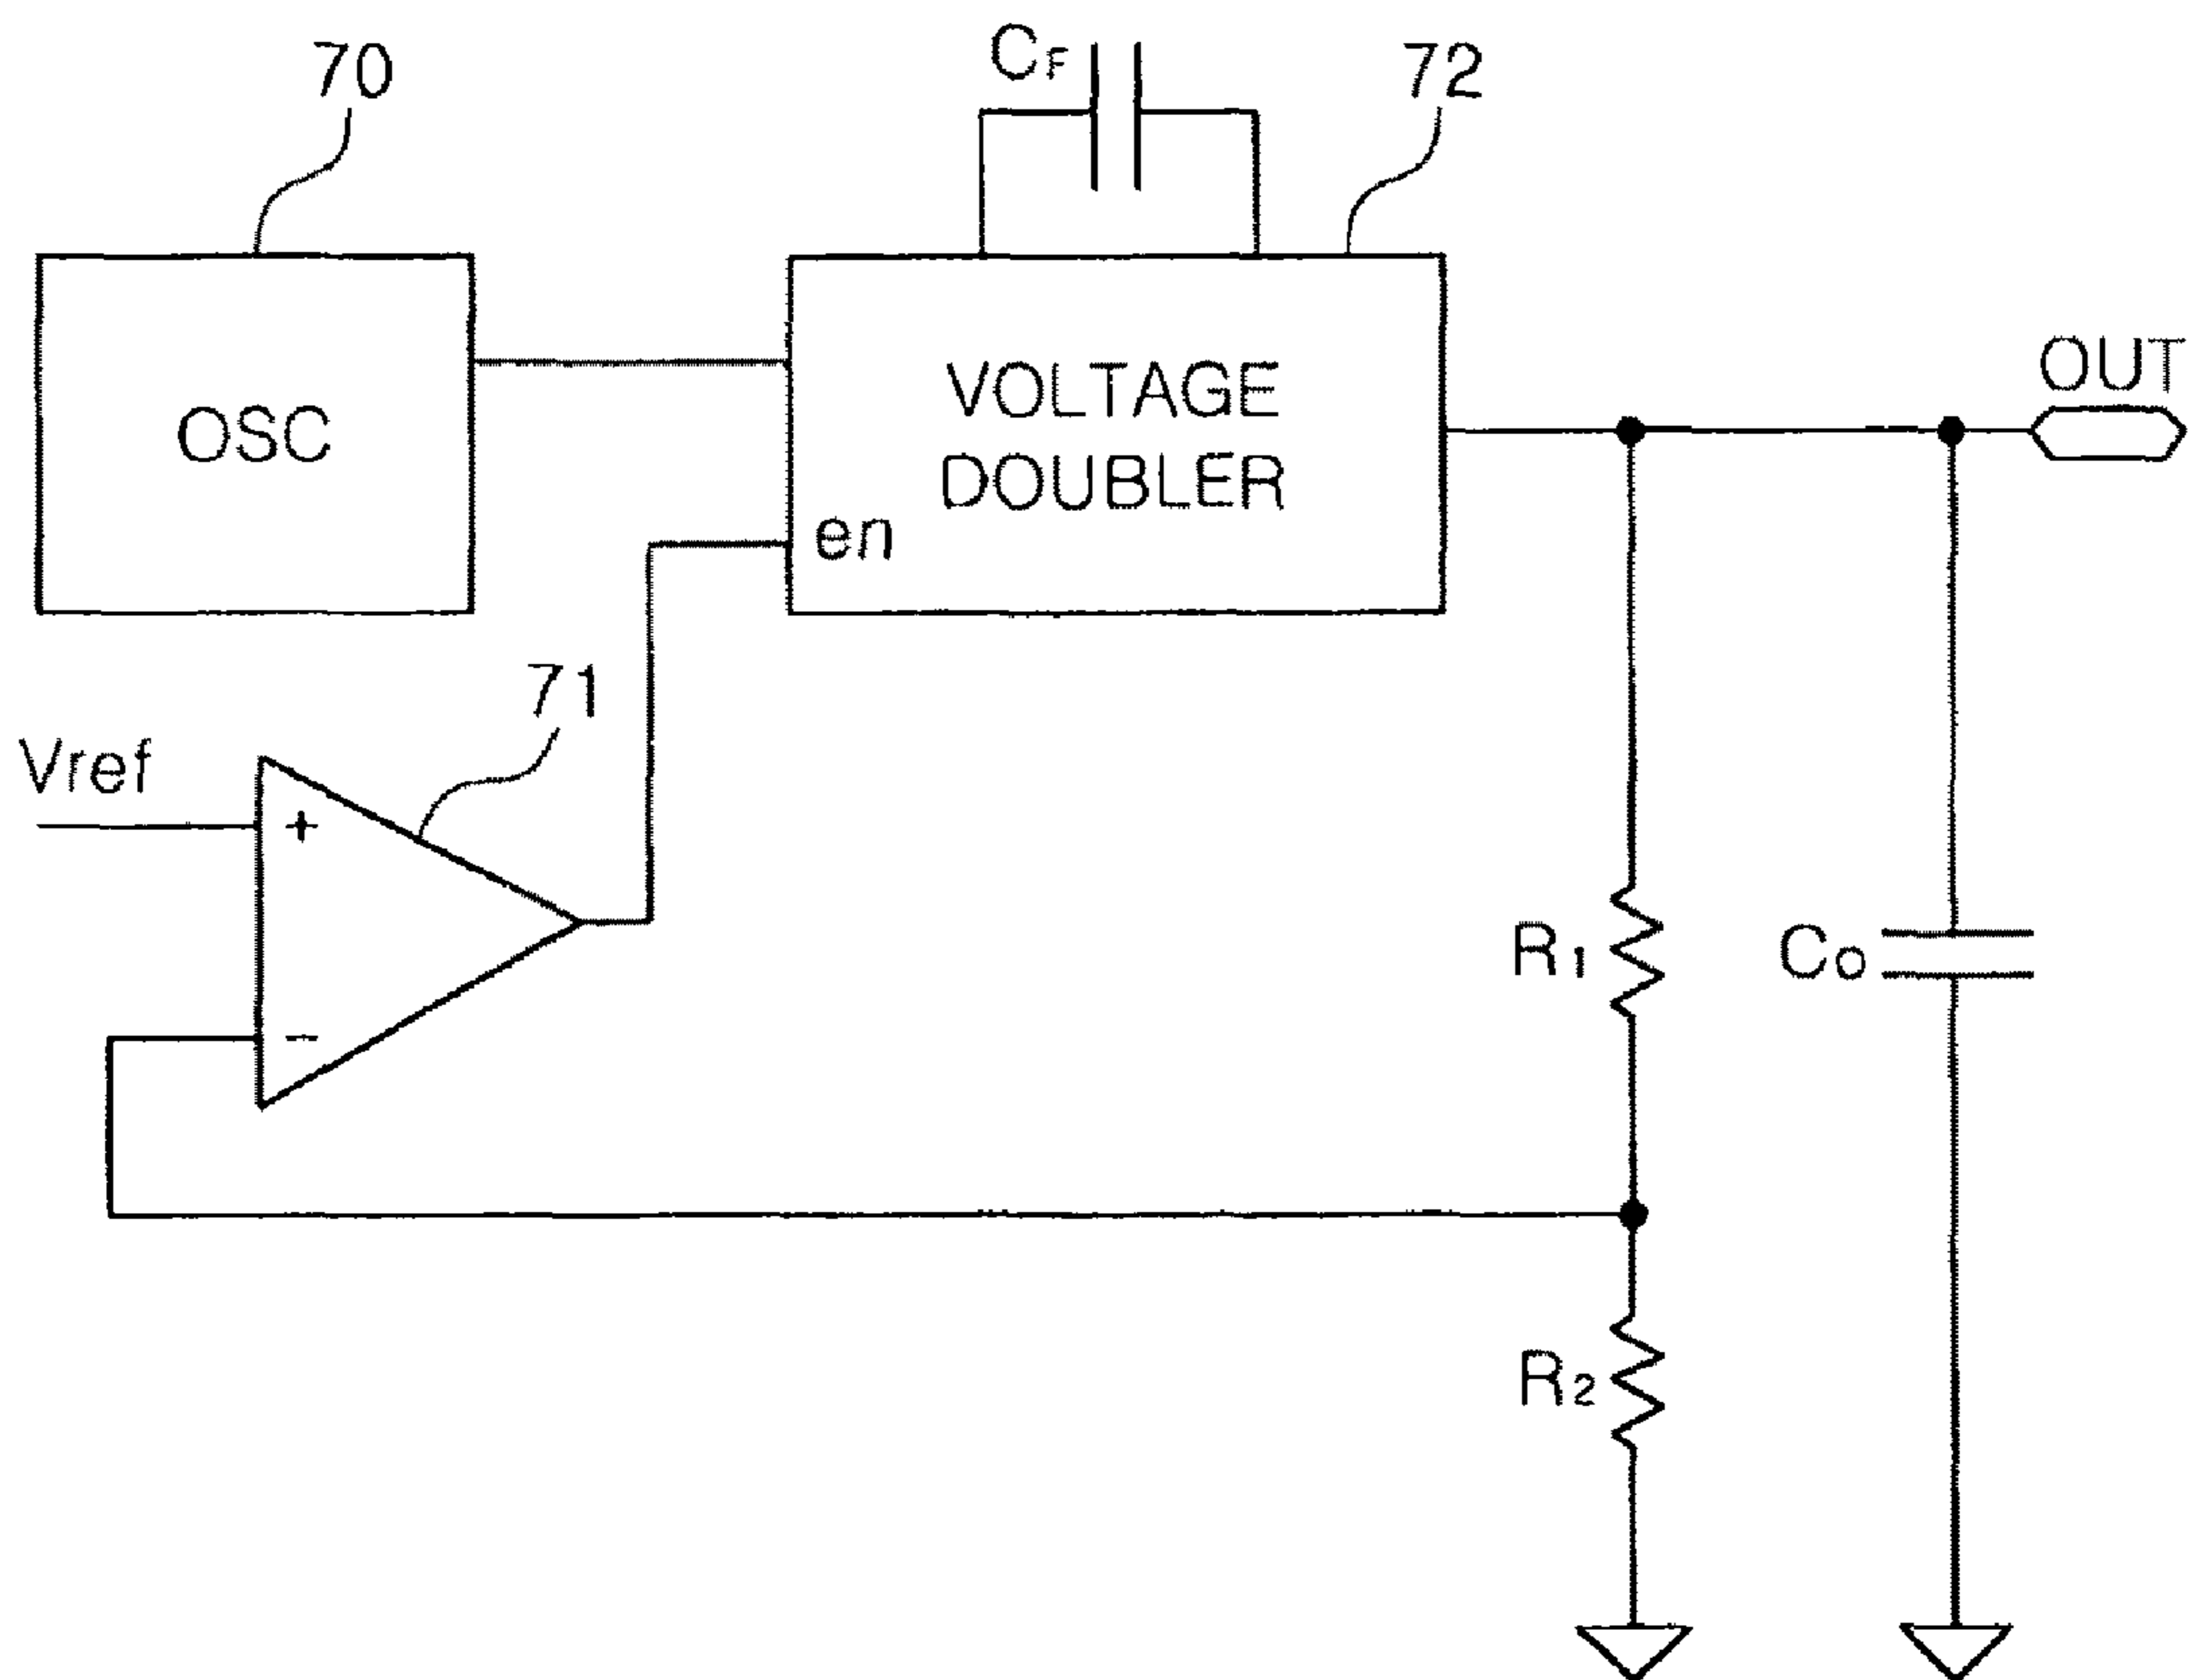 70
CF
72
OSC
VOLTAGE
DOUBLER
en
OUT
71
Vref
+
-
R1
CO
R2